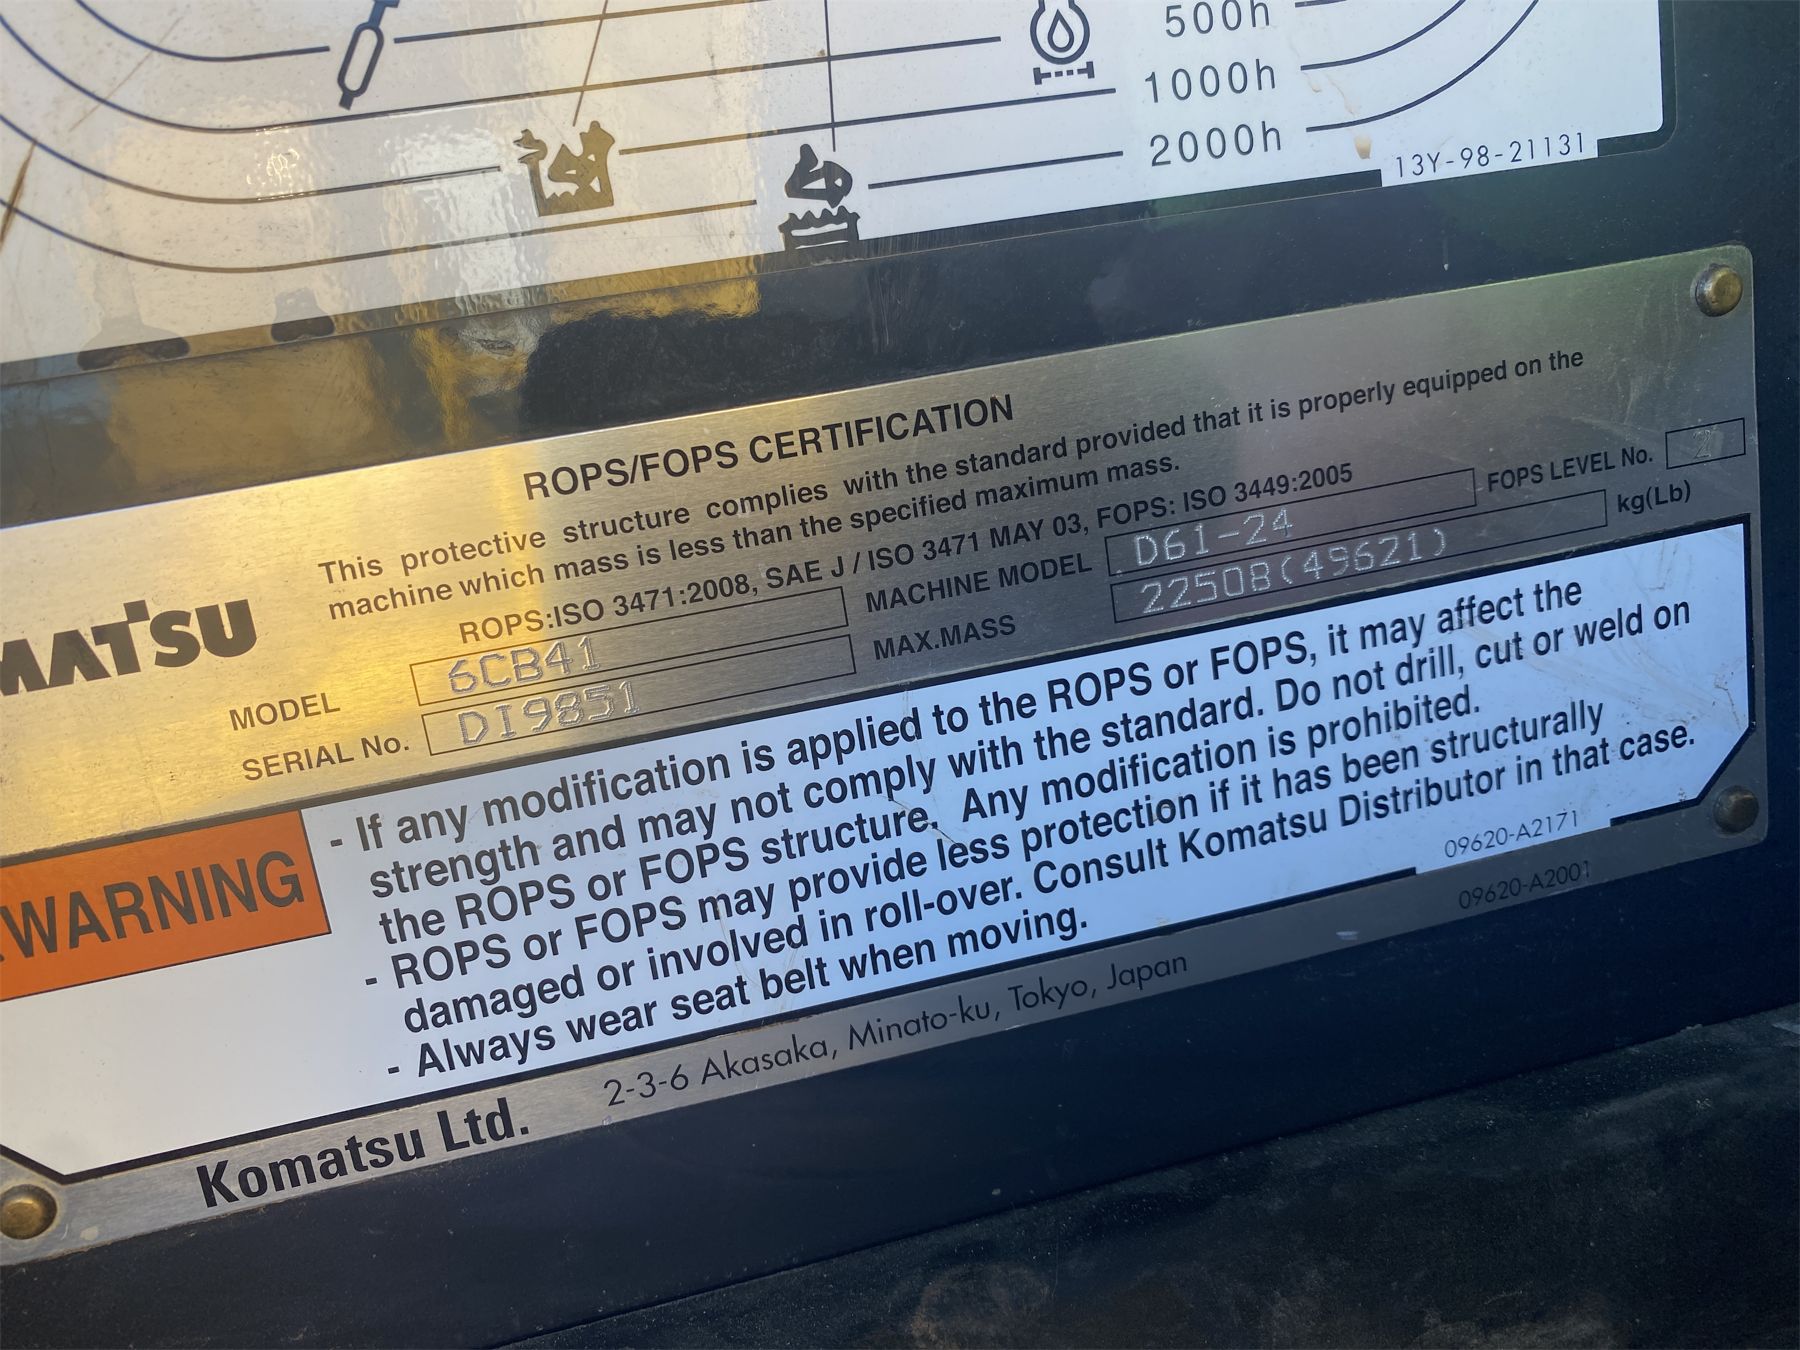 500h
1000h
2000h
13Y-98-21131
ROPS/FOPS CERTIFICATION
This protective structure complies with the standard provided that it is properly equipped on the
machine which mass is less than the specified maximum mass.
ROPS:ISO 3471:2008, SAE J / ISO 3471 MAY 03, FOPS: ISO 3449:2005
FOPS LEVEL No. 2
MATSU
MODEL 6CB41 MACHINE MODEL D61-24
SERIAL No. DI9851 MAX.MASS 22508(49621) kg(Lb)
WARNING
- If any modification is applied to the ROPS or FOPS, it may affect the
strength and may not comply with the standard. Do not drill, cut or weld on
the ROPS or FOPS structure. Any modification is prohibited.
- ROPS or FOPS may provide less protection if it has been structurally
damaged or involved in roll-over. Consult Komatsu Distributor in that case.
- Always wear seat belt when moving.
09620-A2171
09620-A2001
Komatsu Ltd. 2-3-6 Akasaka, Minato-ku, Tokyo, Japan